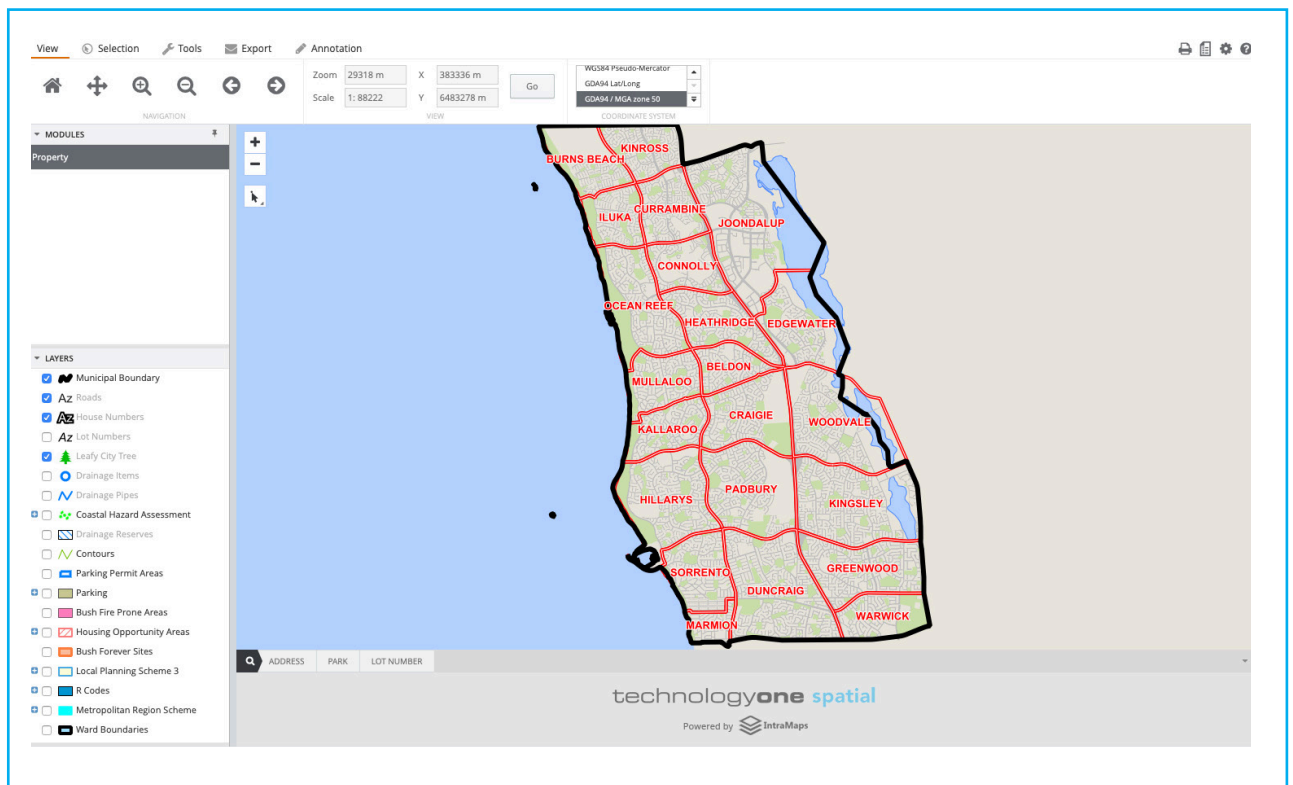 View Selection Tools Export Annotation
Zoom 29318 m X 383336 m Go
Scale 1: 88222 Y 6483278 m
WGS84 Pseudo-Mercator
GDA94 Lat/Long
GDA94 / MGA zone 50
NAVIGATION VIEW COORDINATE SYSTEM
MODULES
Property
LAYERS
Municipal Boundary
Az Roads
Az House Numbers
Az Lot Numbers
Leafy City Tree
Drainage Items
Drainage Pipes
Coastal Hazard Assessment
Drainage Reserves
Contours
Parking Permit Areas
Parking
Bush Fire Prone Areas
Housing Opportunity Areas
Bush Forever Sites
Local Planning Scheme 3
R Codes
Metropolitan Region Scheme
Ward Boundaries
KINROSS
BURNS BEACH
CURRAMBINE
ILUKA
JOONDALUP
CONNOLLY
OCEAN REEF
HEATHRIDGE EDGEWATER
BELDON
MULLALOO
CRAIGIE
WOODVALE
KALLAROO
PADBURY
HILLARYS
KINGSLEY
GREENWOOD
SORRENTO
DUNCRAIG
WARWICK
MARMION
ADDRESS PARK LOT NUMBER
technologyone spatial
Powered by IntraMaps